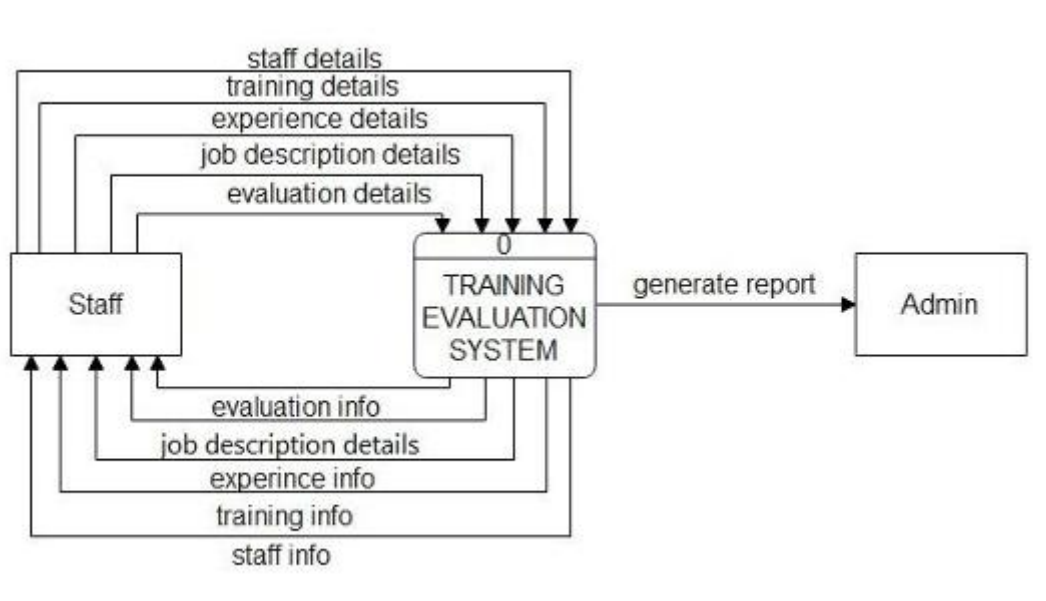 staff details
training details
experience details
job description details
evaluation details
0
Staff
TRAINING
EVALUATION
SYSTEM
generate report
Admin
evaluation info
job description details
experince info
training info
staff info